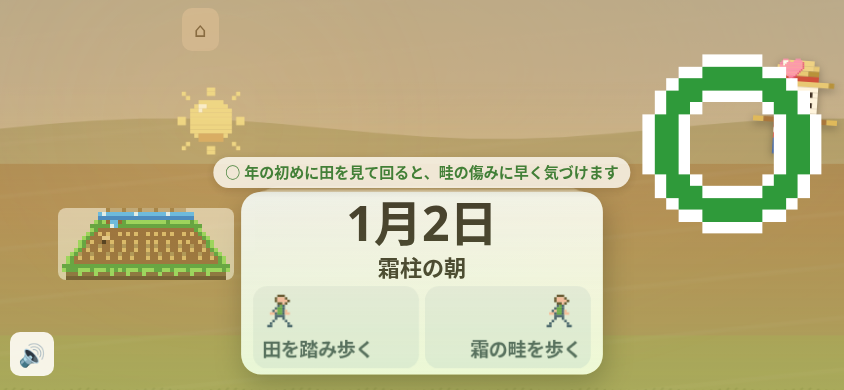 ○ 年の初めに田を見て回ると、畦の傷みに早く気づけます
1月2日
霜柱の朝
田を踏み歩く
霜の畦を歩く